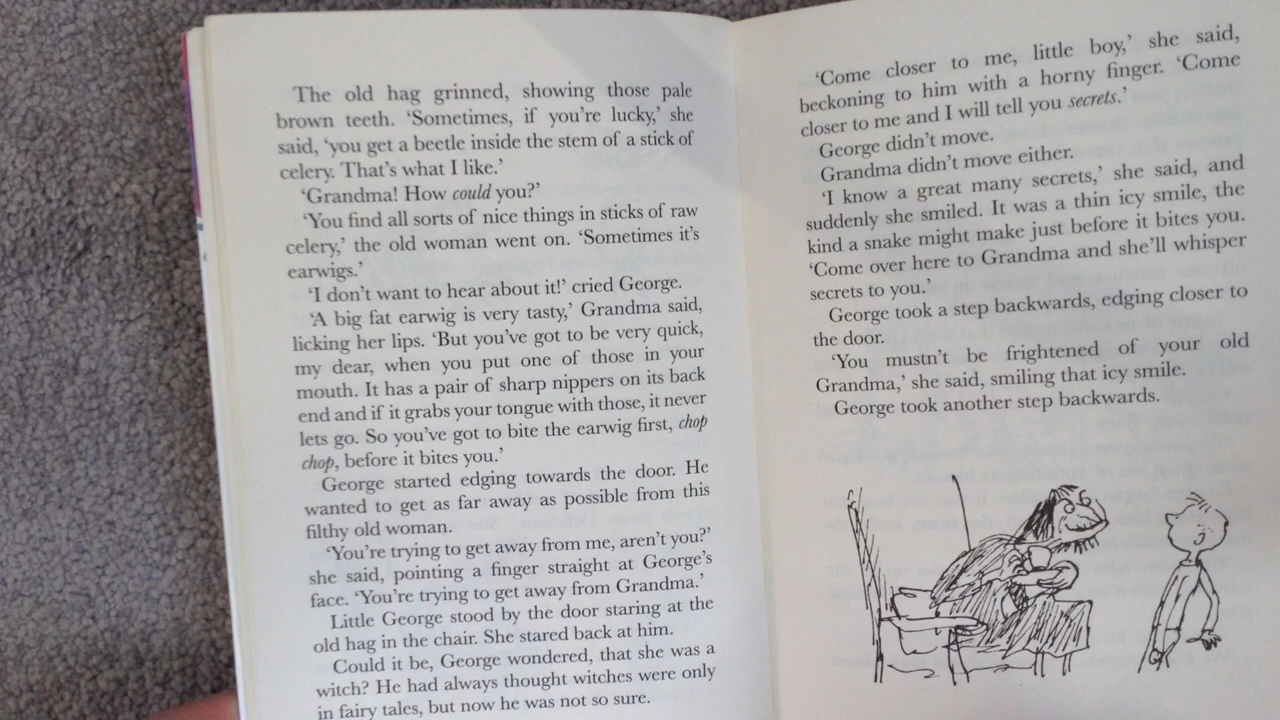 The old hag grinned, showing those pale
brown teeth. ‘Sometimes, if you’re lucky,’ she
said, ‘you get a beetle inside the stem of a stick of
celery. That’s what I like.’
‘Grandma! How could you?’
‘You find all sorts of nice things in sticks of raw
celery,’ the old woman went on. ‘Sometimes it’s
earwigs.’
‘I don’t want to hear about it!’ cried George.
‘A big fat earwig is very tasty,’ Grandma said,
licking her lips. ‘But you’ve got to be very quick,
my dear, when you put one of those in your
mouth. It has a pair of sharp nippers on its back
end and if it grabs your tongue with those, it never
lets go. So you’ve got to bite the earwig first, chop
chop, before it bites you.’
George started edging towards the door. He
wanted to get as far away as possible from this
filthy old woman.
‘You’re trying to get away from me, aren’t you?’
she said, pointing a finger straight at George’s
face. ‘You’re trying to get away from Grandma.’
Little George stood by the door staring at the
old hag in the chair. She stared back at him.
Could it be, George wondered, that she was a
witch? He had always thought witches were only
in fairy tales, but now he was not so sure.
‘Come closer to me, little boy,’ she said,
beckoning to him with a horny finger. ‘Come
closer to me and I will tell you secrets.’
George didn’t move.
Grandma didn’t move either.
‘I know a great many secrets,’ she said, and
suddenly she smiled. It was a thin icy smile, the
kind a snake might make just before it bites you.
‘Come over here to Grandma and she’ll whisper
secrets to you.’
George took a step backwards, edging closer to
the door.
‘You mustn’t be frightened of your old
Grandma,’ she said, smiling that icy smile.
George took another step backwards.